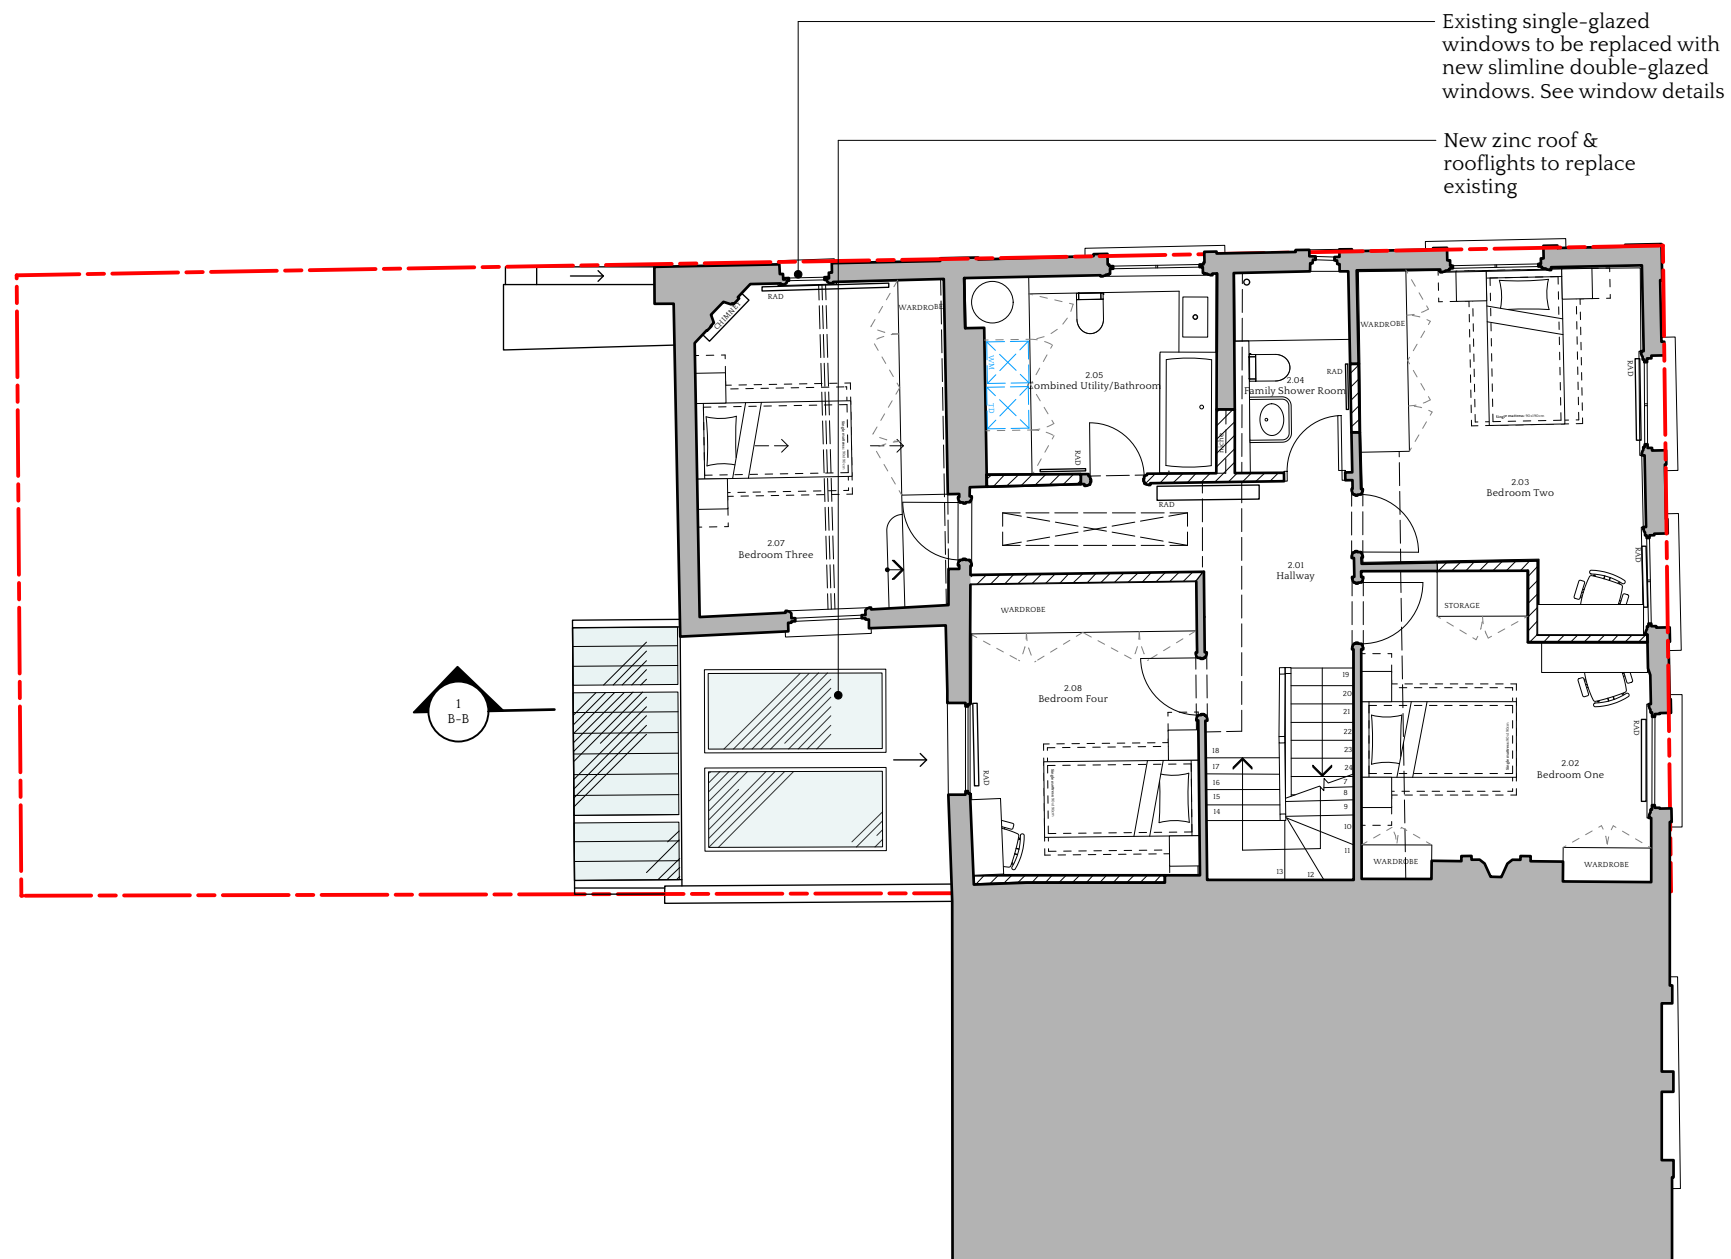 Existing single-glazed
windows to be replaced with
new slimline double-glazed
windows. See window details
New zinc roof &
rooflights to replace
existing
RAD
CHIMNEY
WARDROBE
2.07
Bedroom Three
WM
TD
2.05
Combined Utility/Bathroom
RAD
2.04
Family Shower Room
RAD
RAD
WARDROBE
RAD
2.03
Bedroom Two
RAD
2.01
Hallway
WARDROBE
STORAGE
2.08
Bedroom Four
RAD
1
B-B
19
20
21
22
23
24
7
8
9
10
11
12
13
18
17
16
15
14
RAD
2.02
Bedroom One
WARDROBE
WARDROBE